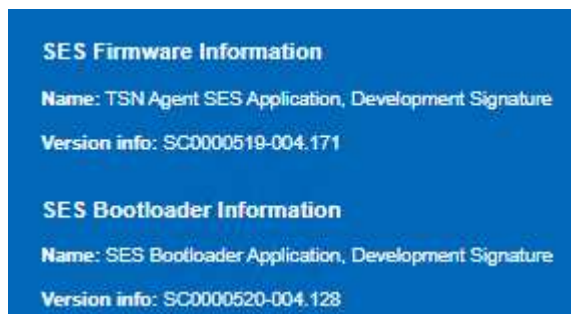 SES Firmware Information
Name: TSN Agent SES Application, Development Signature
Version info: SC0000519-004.171
SES Bootloader Information
Name: SES Bootloader Application, Development Signature
Version info: SC0000520-004.128